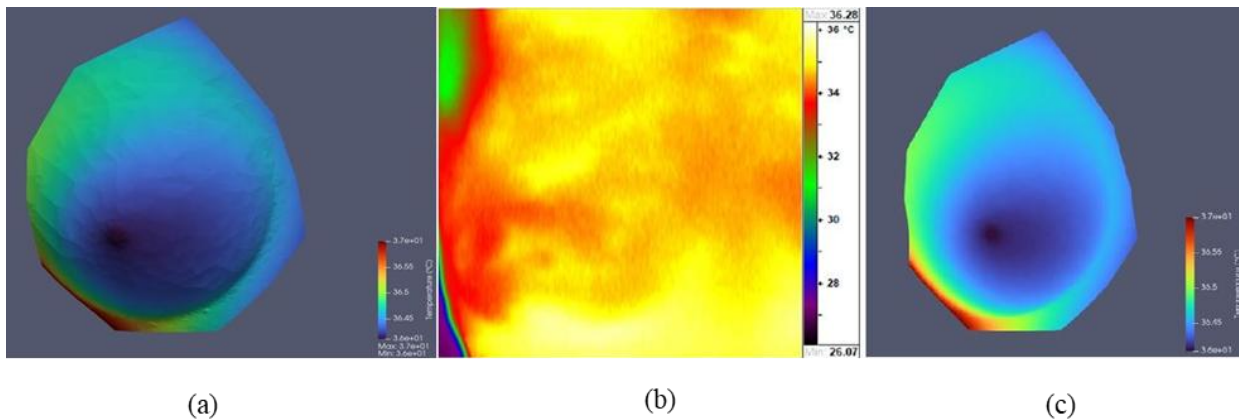 3.7e+01
36.55
36.5
36.45
3.6e+01
Temperature (°C)
Max: 3.7e+01
Min: 3.6e+01
Max: 36.28
36 °C
34
32
30
28
Min: 26.07
3.7e+01
36.55
36.5
36.45
3.6e+01
(a)
(b)
(c)